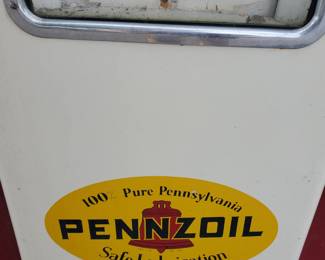 100% Pure Pennsylvania
PENNZOIL
Safe Lubrication